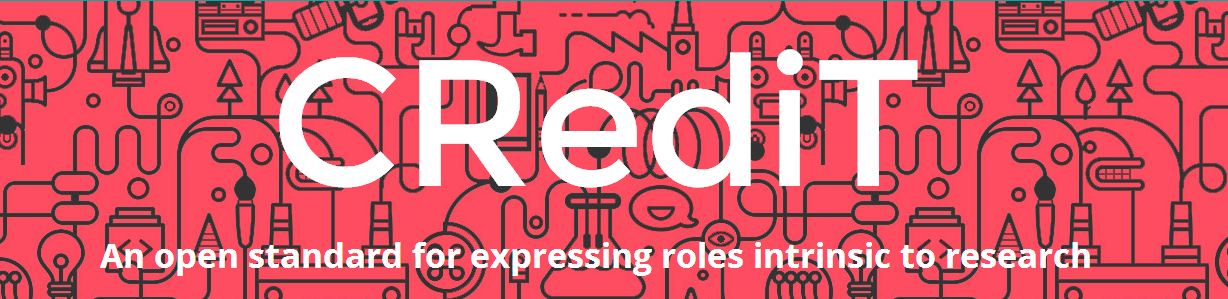 CRediT
An open standard for expressing roles intrinsic to research